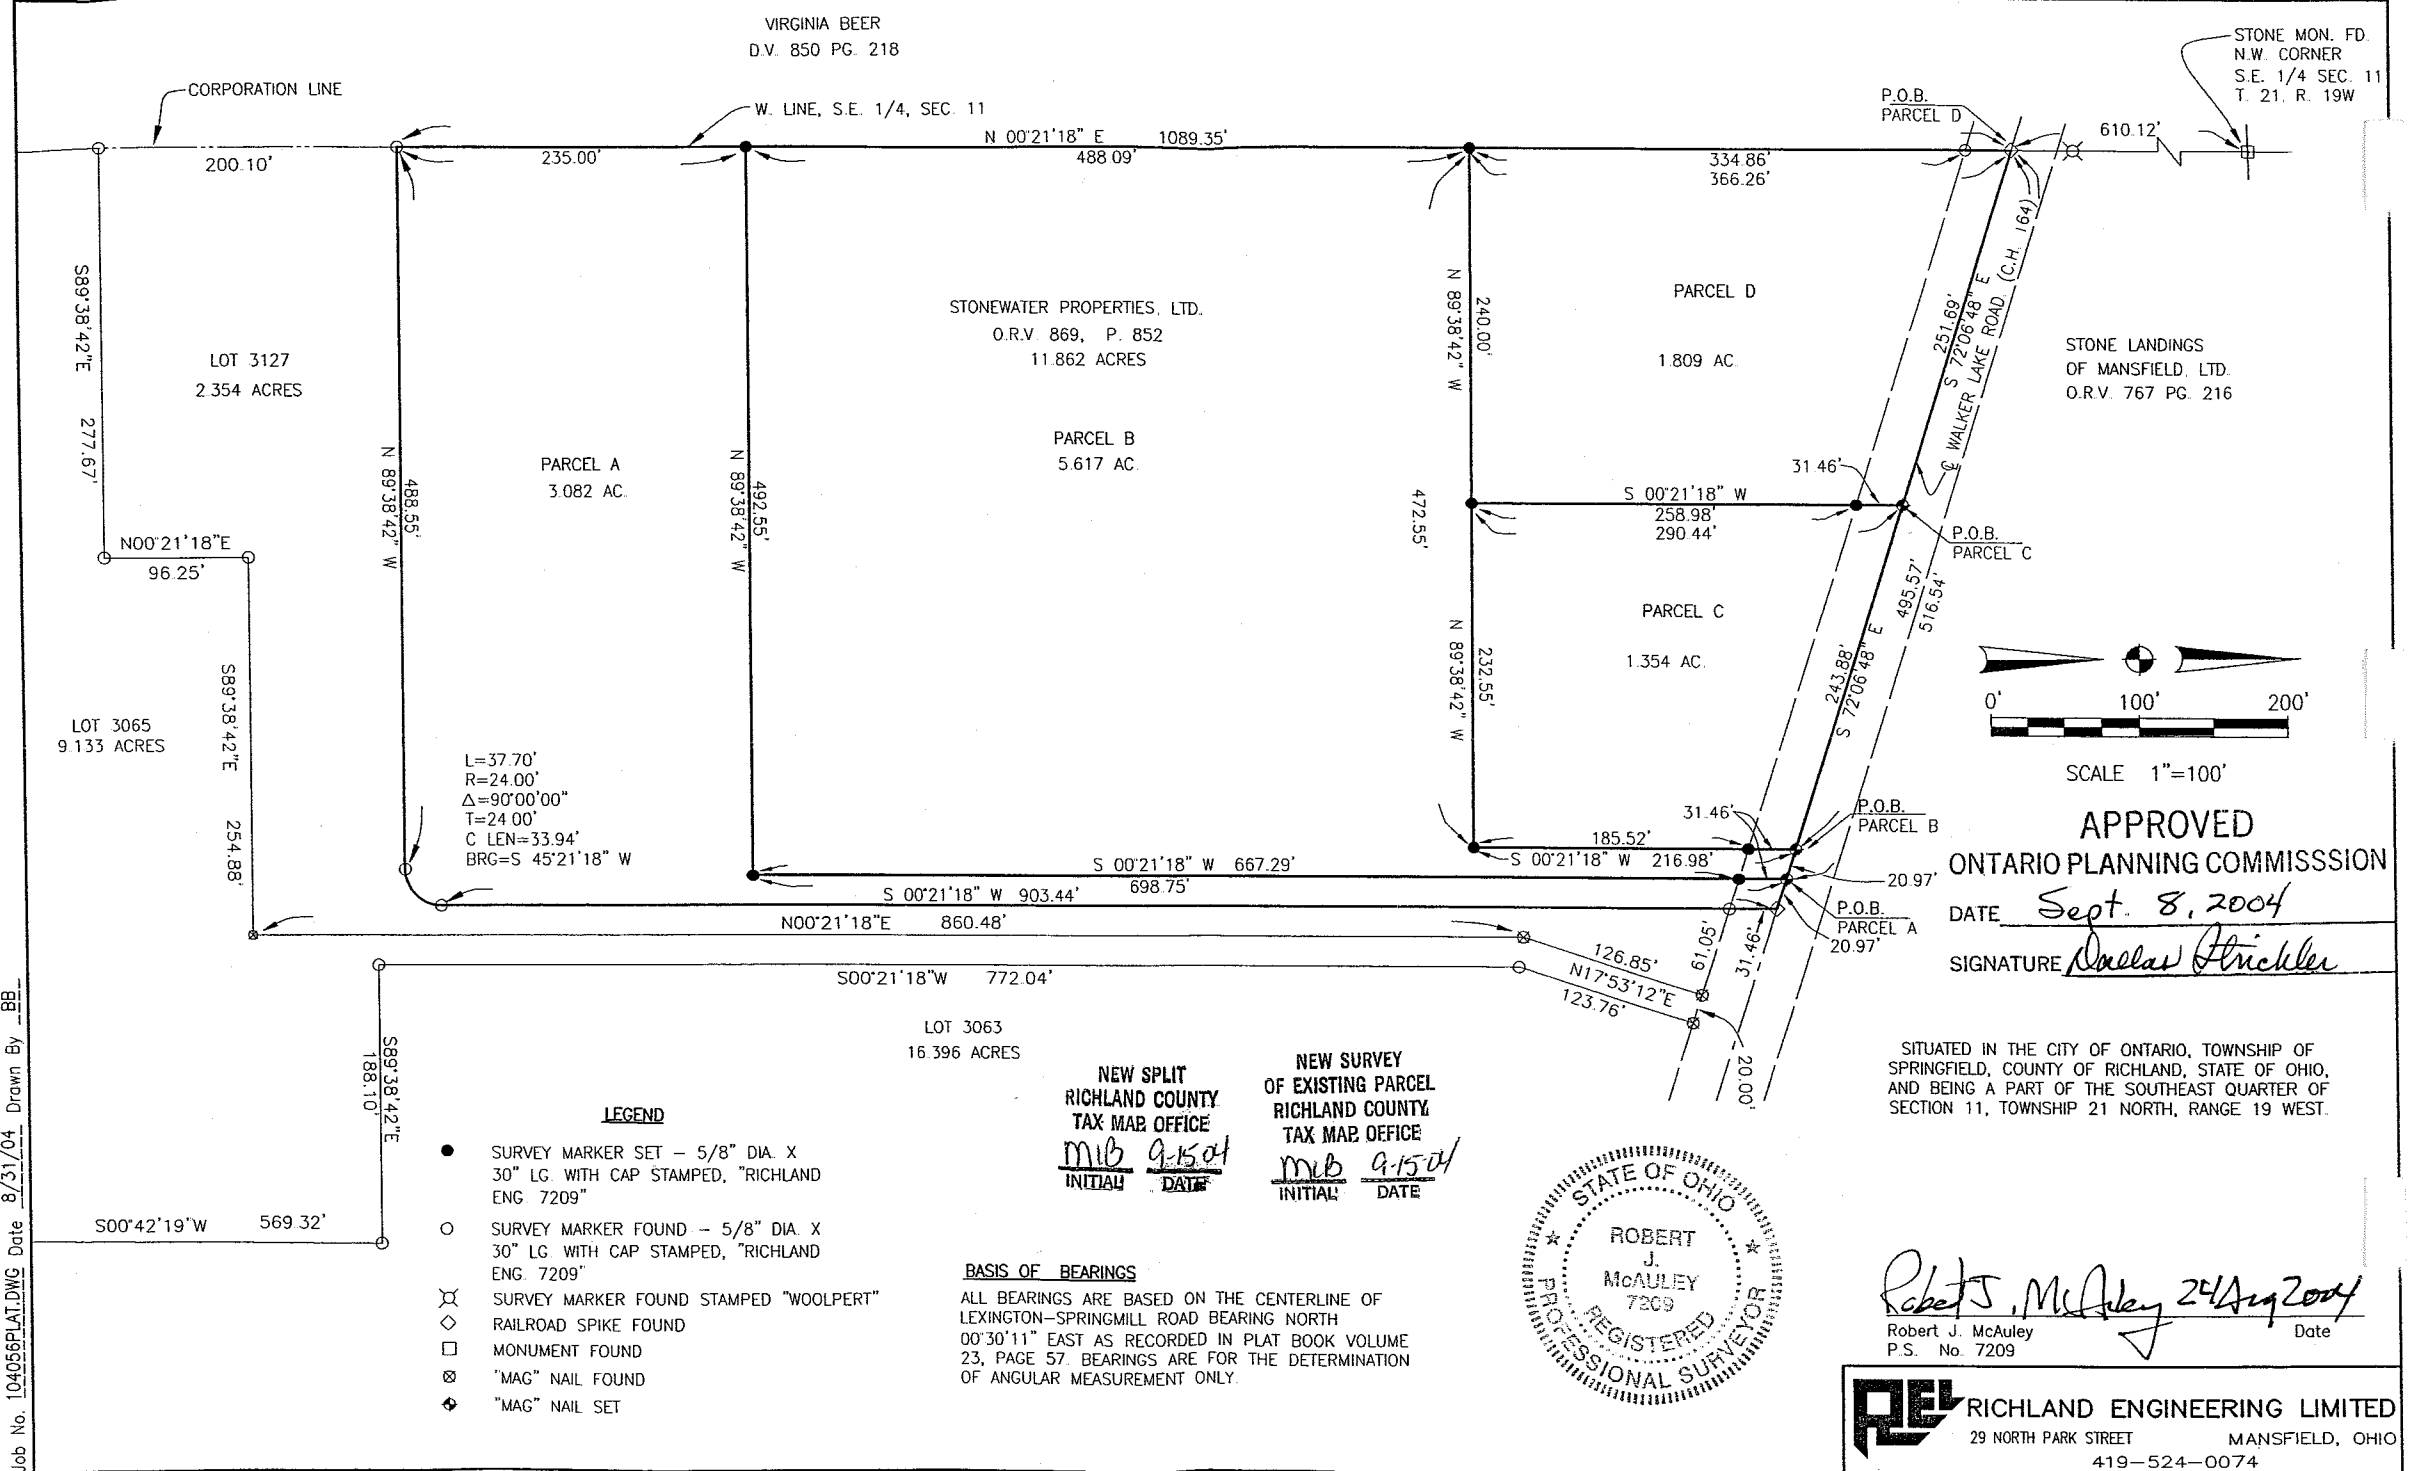 VIRGINIA BEER
D.V. 850 PG. 218
STONE MON. FD.
N.W. CORNER
S.E. 1/4 SEC. 11
T. 21, R. 19W
CORPORATION LINE
W. LINE, S.E. 1/4, SEC. 11
P.O.B.
PARCEL D
610.12'
N 00°21'18" E 1089.35'
200.10'
235.00'
488.09'
334.86'
366.26'
S89°38'42"E 277.67'
LOT 3127
2.354 ACRES
N 89°38'42" W
488.55'
PARCEL A
3.082 AC.
N 89°38'42" W
492.55'
STONEWATER PROPERTIES, LTD.
O.R.V. 869, P. 852
11.862 ACRES
PARCEL B
5.617 AC.
N 89°38'42" W
240.00'
472.55'
PARCEL D
1.809 AC.
251.69'
S 72°06'48" E
℄ WALKER LAKE ROAD (C.H. 164)
STONE LANDINGS
OF MANSFIELD, LTD.
O.R.V. 767 PG. 216
31.46'
S 00°21'18" W
258.98'
290.44'
P.O.B.
PARCEL C
N00°21'18"E
96.25'
495.57'
516.54'
PARCEL C
1.354 AC.
N 89°38'42" W
232.55'
243.88'
S 72°06'48" E
0' 100' 200'
SCALE 1"=100'
S89°38'42"E 254.88'
LOT 3065
9.133 ACRES
L=37.70'
R=24.00'
Δ=90°00'00"
T=24.00'
C LEN=33.94'
BRG=S 45°21'18" W
31.46'
185.52'
S 00°21'18" W 216.98'
P.O.B.
PARCEL B
S 00°21'18" W 667.29'
698.75'
20.97'
S 00°21'18" W 903.44'
P.O.B.
PARCEL A
20.97'
N00°21'18"E 860.48'
61.05'
31.46'
126.85'
N17°53'12"E
123.76'
S00°21'18"W 772.04'
20.00'
APPROVED
ONTARIO PLANNING COMMISSSION
DATE Sept. 8, 2004
SIGNATURE Dallas Strickler
LOT 3063
16.396 ACRES
S89°38'42"E
188.10'
S00°42'19"W 569.32'
NEW SPLIT
RICHLAND COUNTY
TAX MAP OFFICE
MIB 9-15-04
INITIAL DATE
NEW SURVEY
OF EXISTING PARCEL
RICHLAND COUNTY
TAX MAP OFFICE
MIB 9-15-04
INITIAL DATE
SITUATED IN THE CITY OF ONTARIO, TOWNSHIP OF
SPRINGFIELD, COUNTY OF RICHLAND, STATE OF OHIO,
AND BEING A PART OF THE SOUTHEAST QUARTER OF
SECTION 11, TOWNSHIP 21 NORTH, RANGE 19 WEST.
LEGEND
SURVEY MARKER SET – 5/8" DIA. X
30" LG. WITH CAP STAMPED, "RICHLAND
ENG. 7209"
SURVEY MARKER FOUND – 5/8" DIA. X
30" LG. WITH CAP STAMPED, "RICHLAND
ENG. 7209"
SURVEY MARKER FOUND STAMPED "WOOLPERT"
RAILROAD SPIKE FOUND
MONUMENT FOUND
"MAG" NAIL FOUND
"MAG" NAIL SET
BASIS OF BEARINGS
ALL BEARINGS ARE BASED ON THE CENTERLINE OF
LEXINGTON–SPRINGMILL ROAD BEARING NORTH
00°30'11" EAST AS RECORDED IN PLAT BOOK VOLUME
23, PAGE 57. BEARINGS ARE FOR THE DETERMINATION
OF ANGULAR MEASUREMENT ONLY.
STATE OF OHIO
ROBERT
J.
McAULEY
7209
REGISTERED
PROFESSIONAL SURVEYOR
Robert J. McAuley 24 Aug 2004
Robert J. McAuley Date
P.S. No. 7209
REL
RICHLAND ENGINEERING LIMITED
29 NORTH PARK STREET MANSFIELD, OHIO
419–524–0074
Job No. 104056PLAT.DWG Date 8/31/04 Drawn By BB